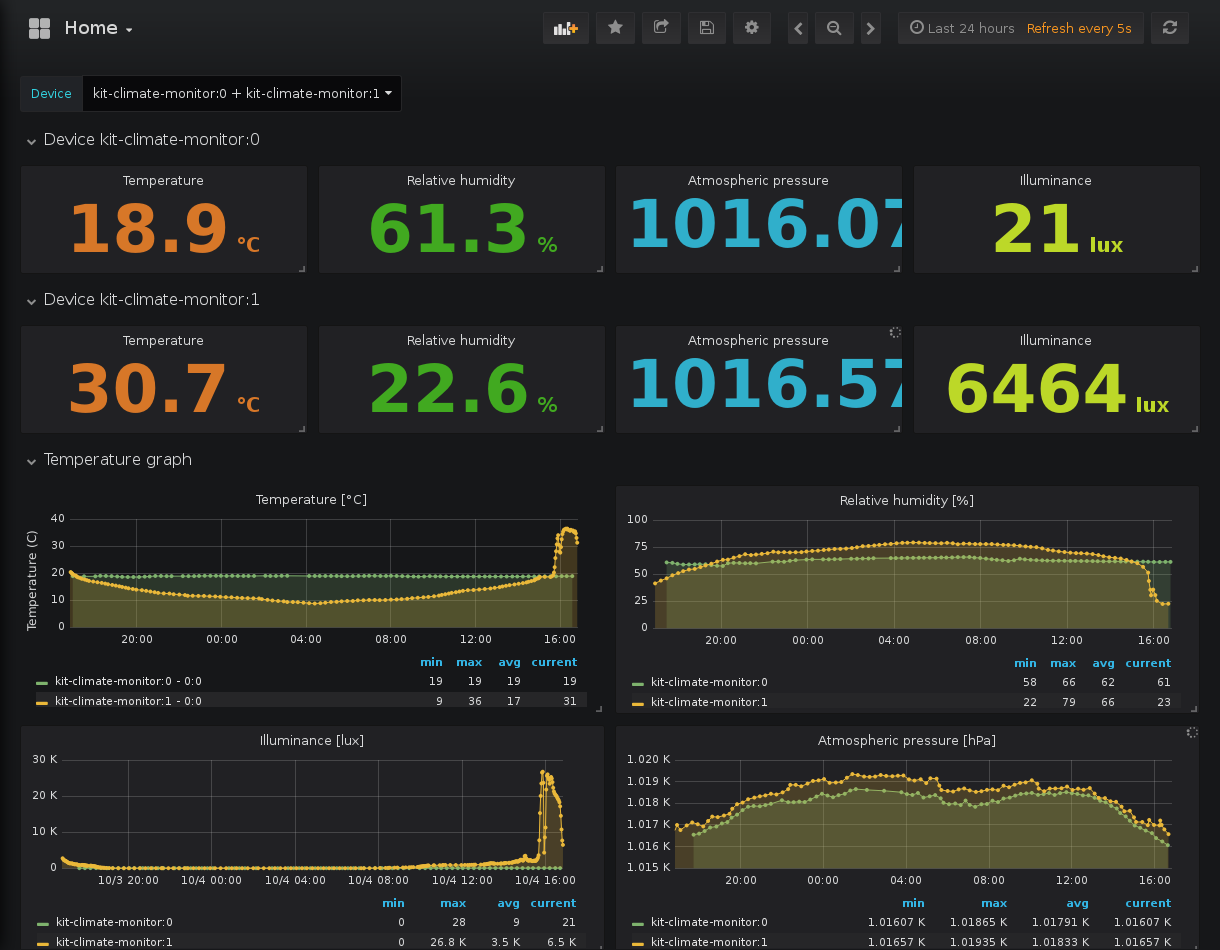 Home
Last 24 hours Refresh every 5s
Device kit-climate-monitor:0 + kit-climate-monitor:1
Device kit-climate-monitor:0
Temperature Relative humidity Atmospheric pressure Illuminance
18.9 °C 61.3 % 1016.07 21 lux
Device kit-climate-monitor:1
Temperature Relative humidity Atmospheric pressure Illuminance
30.7 °C 22.6 % 1016.57 6464 lux
Temperature graph
Temperature [°C]
Temperature (C)
40
30
20
10
0
20:00 00:00 04:00 08:00 12:00 16:00
min max avg current
kit-climate-monitor:0 - 0:0 19 19 19 19
kit-climate-monitor:1 - 0:0 9 36 17 31
Relative humidity [%]
100
75
50
25
0
20:00 00:00 04:00 08:00 12:00 16:00
min max avg current
kit-climate-monitor:0 58 66 62 61
kit-climate-monitor:1 22 79 66 23
Illuminance [lux]
30 K
20 K
10 K
0
10/3 20:00 10/4 00:00 10/4 04:00 10/4 08:00 10/4 12:00 10/4 16:00
min max avg current
kit-climate-monitor:0 0 28 9 21
kit-climate-monitor:1 0 26.8 K 3.5 K 6.5 K
Atmospheric pressure [hPa]
1.020 K
1.019 K
1.018 K
1.017 K
1.016 K
1.015 K
20:00 00:00 04:00 08:00 12:00 16:00
min max avg current
kit-climate-monitor:0 1.01607 K 1.01865 K 1.01791 K 1.01607 K
kit-climate-monitor:1 1.01657 K 1.01935 K 1.01833 K 1.01657 K